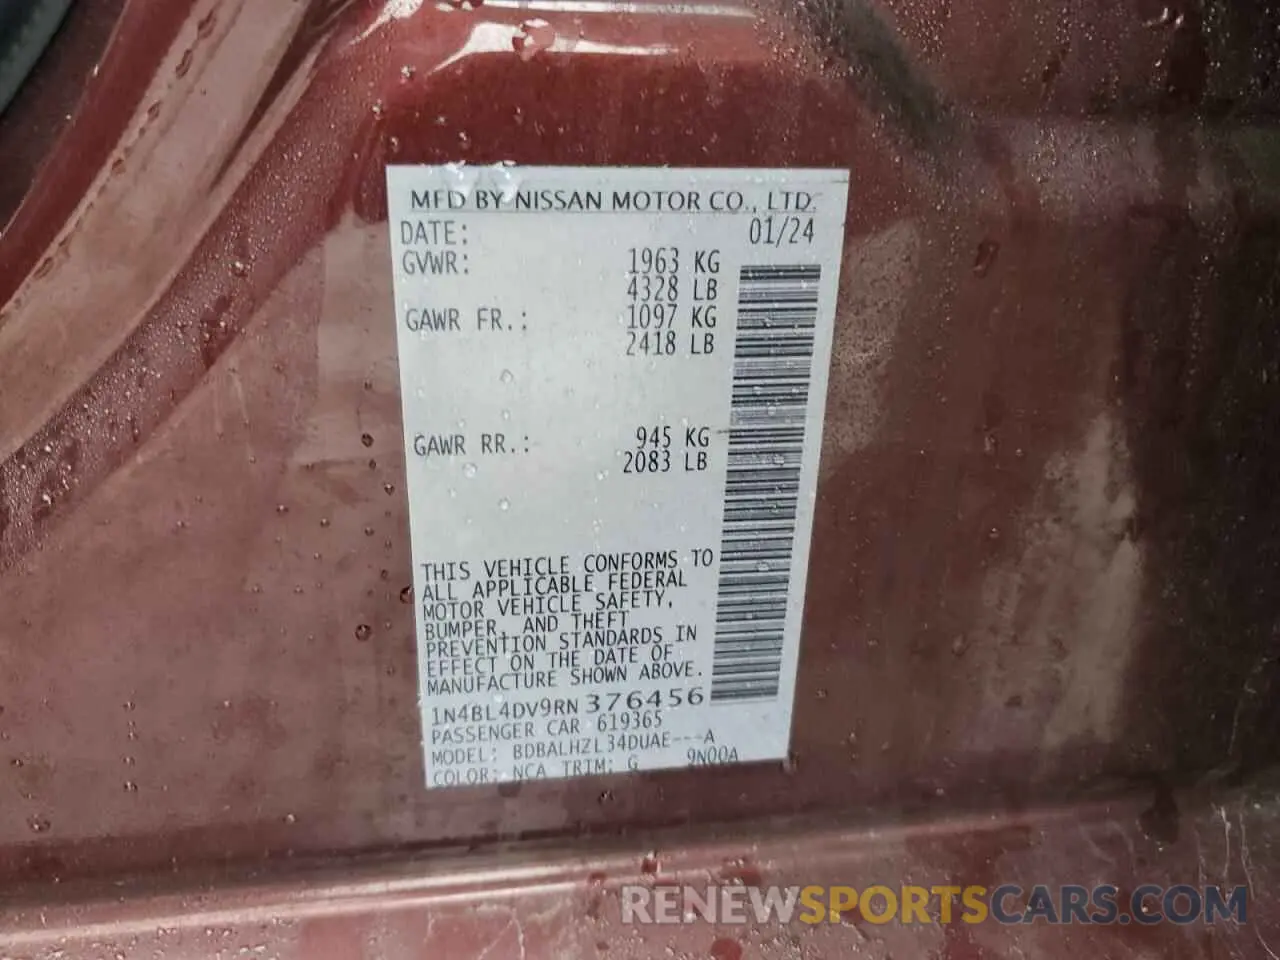 MFD BY NISSAN MOTOR CO., LTD.
DATE: 01/24
GVWR: 1963 KG
4328 LB
GAWR FR.: 1097 KG
2418 LB
GAWR RR.: 945 KG
2083 LB
THIS VEHICLE CONFORMS TO
ALL APPLICABLE FEDERAL
MOTOR VEHICLE SAFETY,
BUMPER, AND THEFT
PREVENTION STANDARDS IN
EFFECT ON THE DATE OF
MANUFACTURE SHOWN ABOVE.
1N4BL4DV9RN 376456
PASSENGER CAR 619365
MODEL: BDBALHZL34DUAE---A
COLOR: NCA TRIM: G 9N00A
RENEWSPORTSCARS.COM